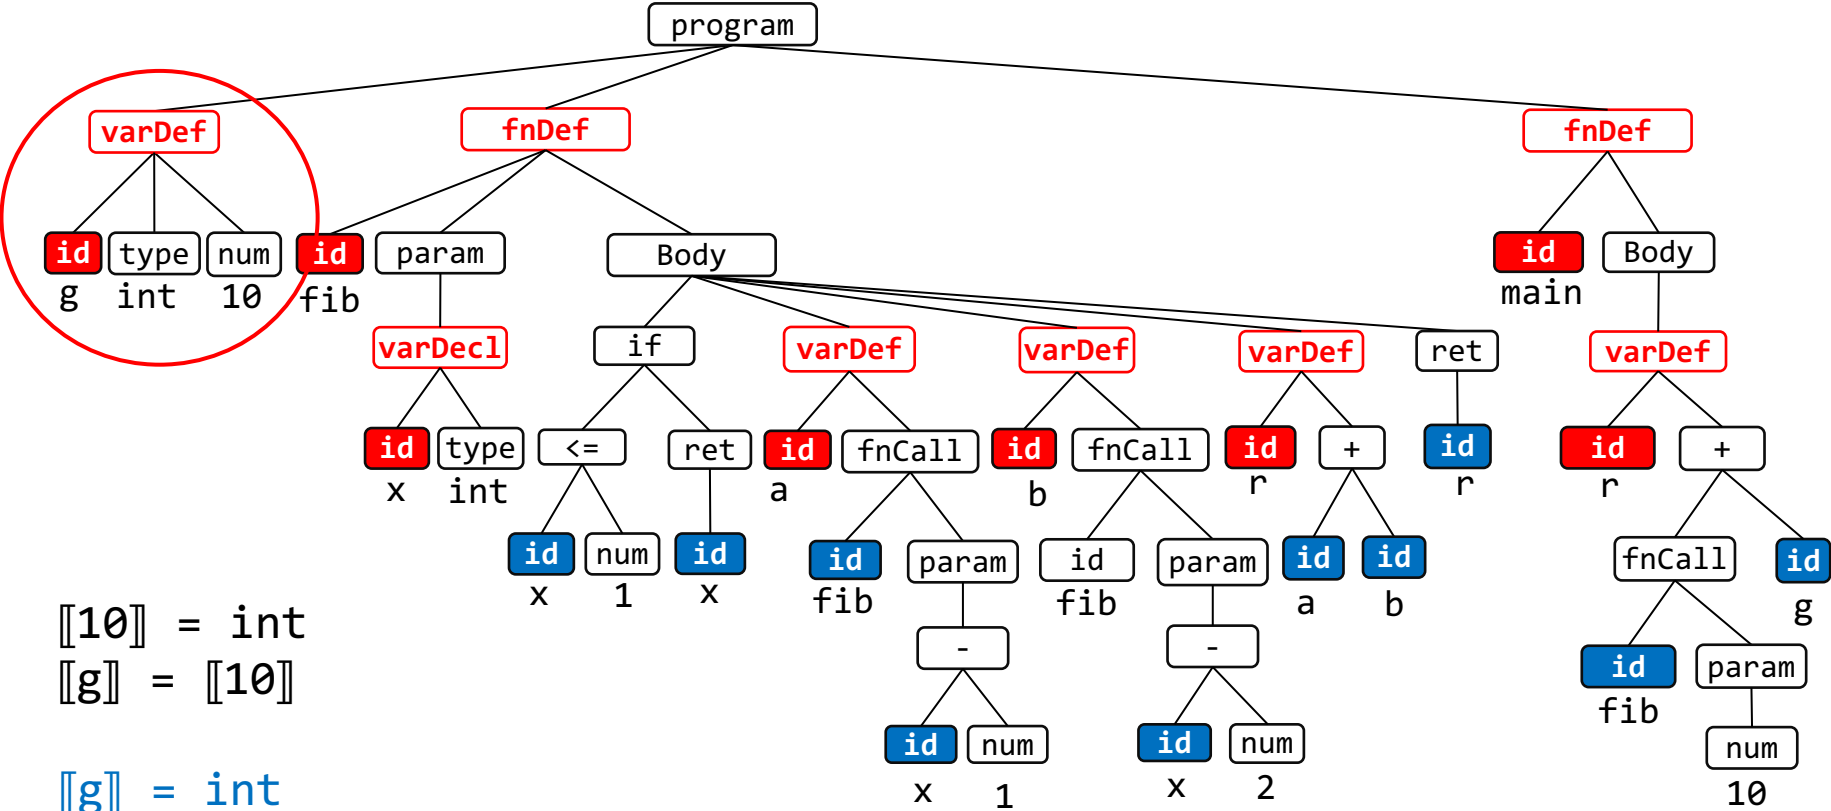 program
varDef fnDef fnDef
id type num id param Body id Body
g int 10 fib main
varDecl if varDef varDef varDef ret varDef
id type <= ret id fnCall id fnCall id + id id +
x int a b r r r
id num id id param id param id id fnCall id
x 1 x fib fib a b g
⟦10⟧ = int
- - id param
⟦g⟧ = ⟦10⟧
fib
id num id num num
x 1 x 2 10
⟦g⟧ = int